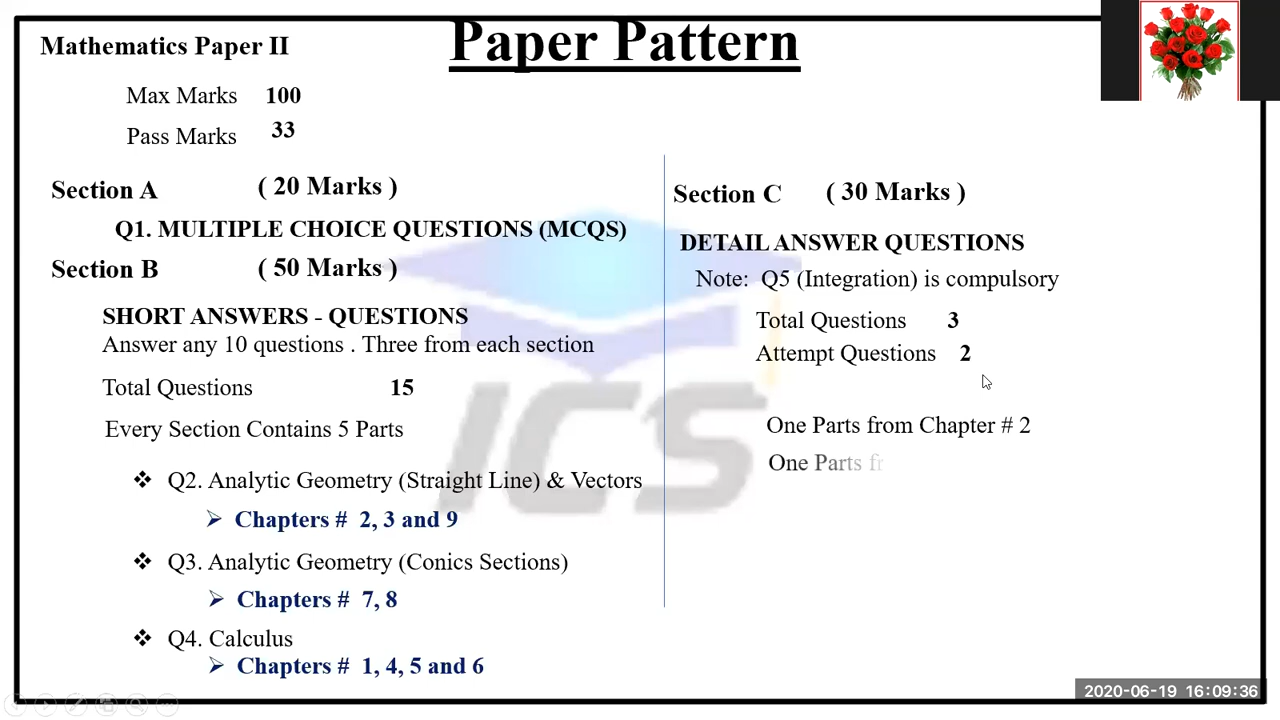 Paper Pattern
Mathematics Paper II
Max Marks 100
Pass Marks 33
Section A ( 20 Marks )
Q1. MULTIPLE CHOICE QUESTIONS (MCQS)
Section B ( 50 Marks )
SHORT ANSWERS - QUESTIONS
Answer any 10 questions . Three from each section
Total Questions 15
Every Section Contains 5 Parts
❖ Q2. Analytic Geometry (Straight Line) & Vectors
➢ Chapters # 2, 3 and 9
❖ Q3. Analytic Geometry (Conics Sections)
➢ Chapters # 7, 8
❖ Q4. Calculus
➢ Chapters # 1, 4, 5 and 6
Section C ( 30 Marks )
DETAIL ANSWER QUESTIONS
Note: Q5 (Integration) is compulsory
Total Questions 3
Attempt Questions 2
One Parts from Chapter # 2
One Parts fr
ICS
2020-06-19 16:09:36